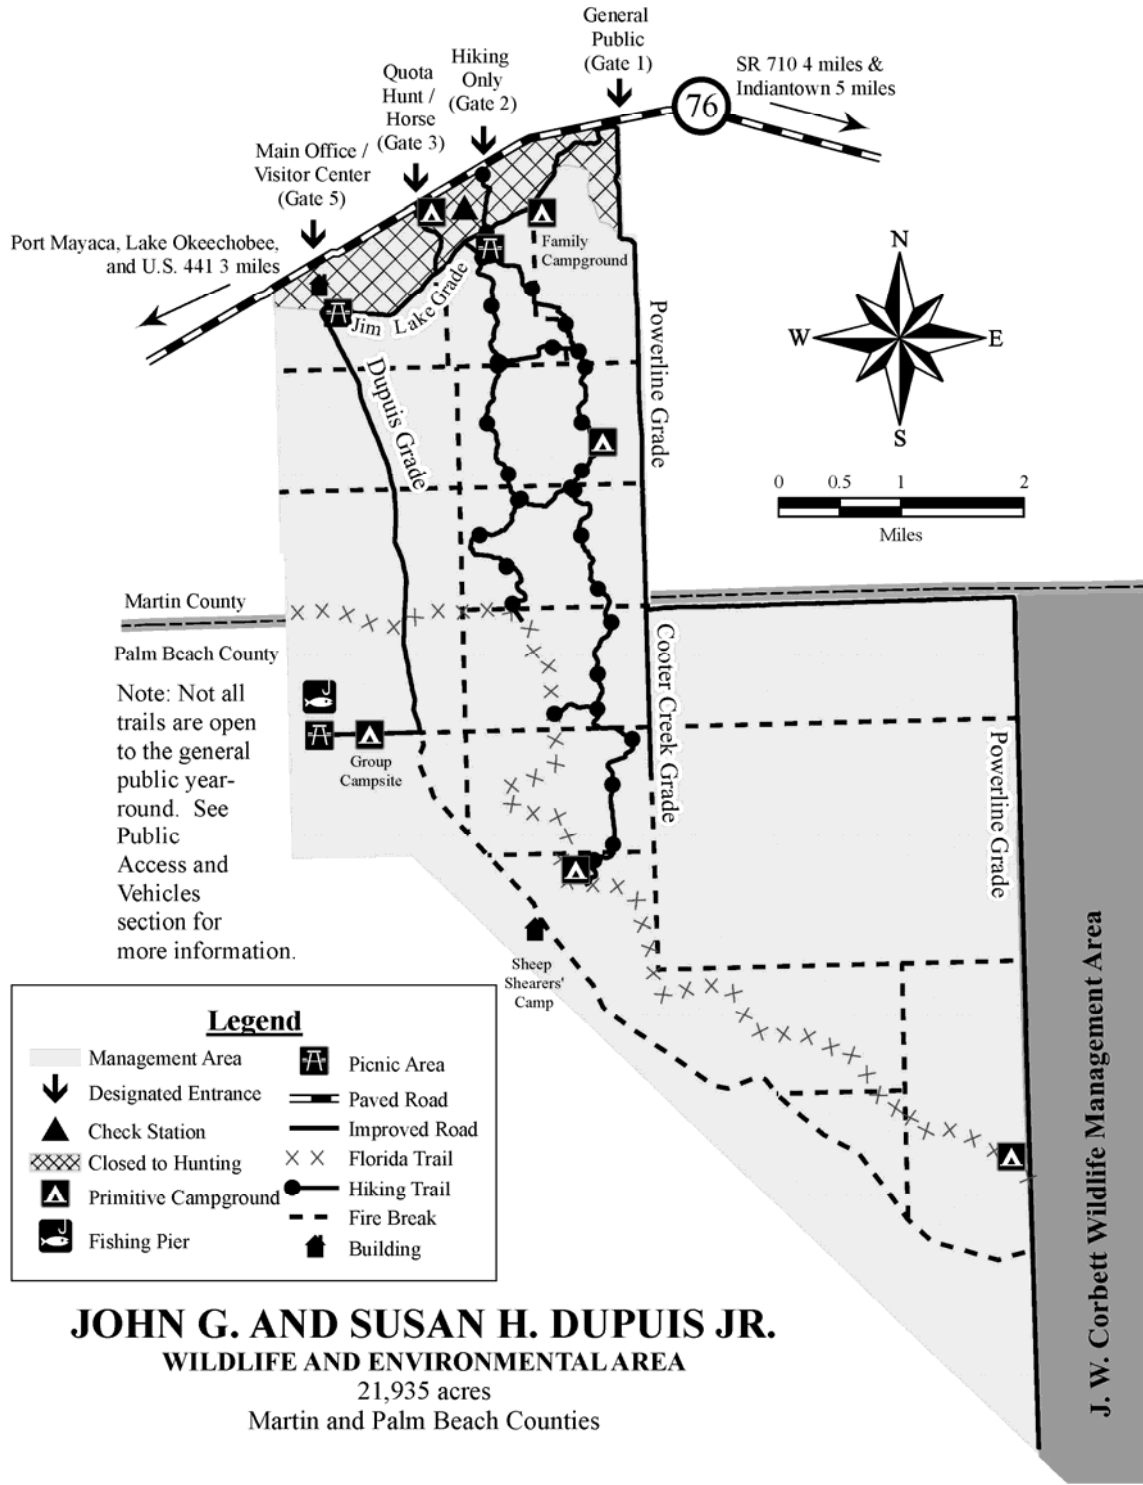 General
Public
(Gate 1)
Hiking
Only
(Gate 2)
Quota
Hunt /
Horse
(Gate 3)
Main Office /
Visitor Center
(Gate 5)
SR 710 4 miles &
Indiantown 5 miles
76
Port Mayaca, Lake Okeechobee,
and U.S. 441 3 miles
Family
Campground
Jim Lake Grade
Dupuis Grade
Powerline Grade
N
W
E
S
0 0.5 1 2
Miles
Martin County
Palm Beach County
Cooter Creek Grade
Powerline Grade
Note: Not all
trails are open
to the general
public year-
round. See
Public
Access and
Vehicles
section for
more information.
Group
Campsite
Sheep
Shearers'
Camp
J. W. Corbett Wildlife Management Area
Legend
Management Area
Designated Entrance
Check Station
Closed to Hunting
Primitive Campground
Fishing Pier
Picnic Area
Paved Road
Improved Road
Florida Trail
Hiking Trail
Fire Break
Building
JOHN G. AND SUSAN H. DUPUIS JR.
WILDLIFE AND ENVIRONMENTAL AREA
21,935 acres
Martin and Palm Beach Counties